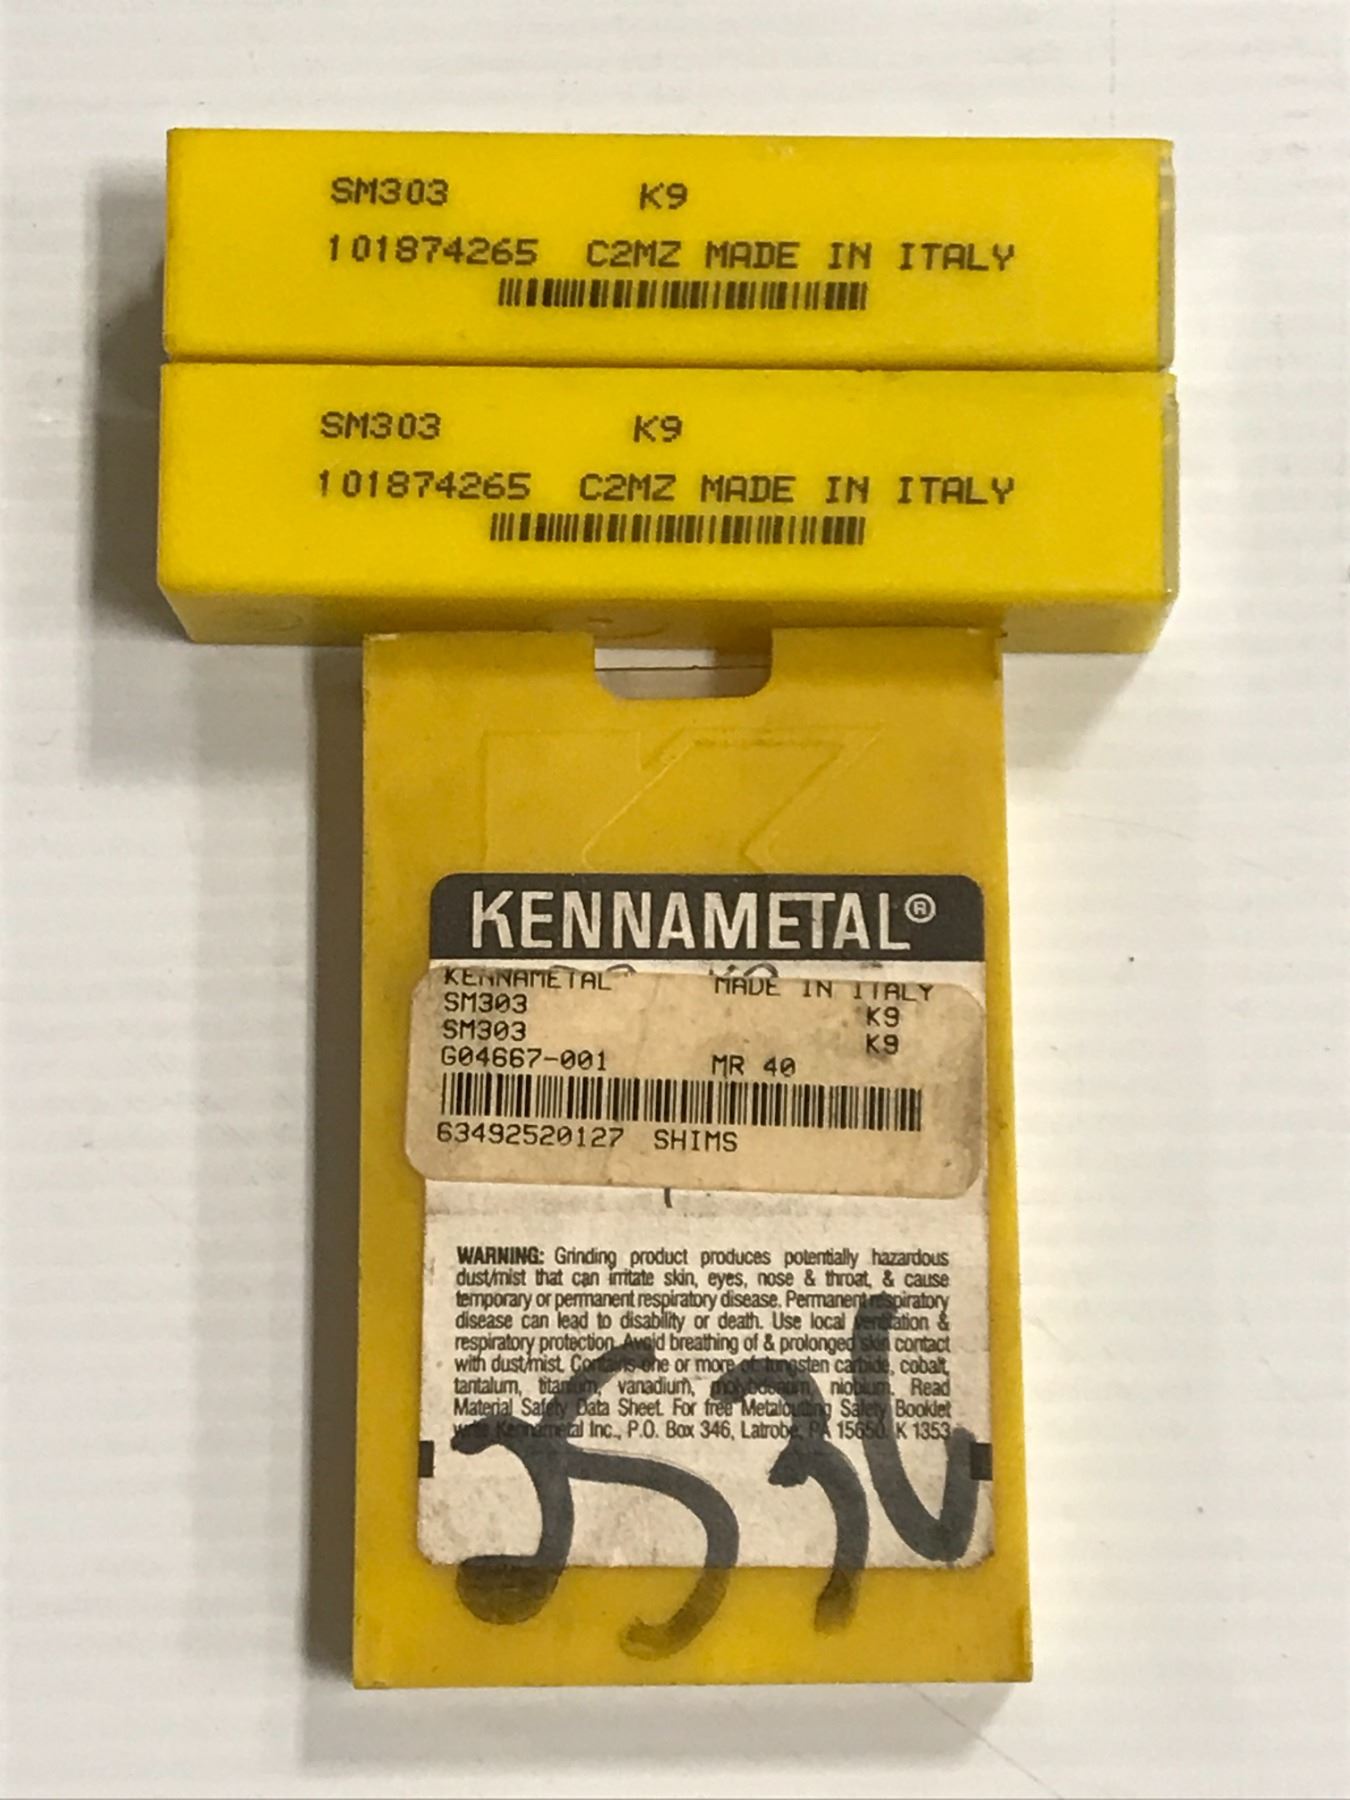 SM303 K9
101874265 C2MZ MADE IN ITALY
SM303 K9
101874265 C2MZ MADE IN ITALY
KENNAMETAL®
KENNAMETAL MADE IN ITALY
SM303 K9
SM303 K9
G04667-001 MR 40
63492520127 SHIMS
WARNING: Grinding product produces potentially hazardous
dust/mist that can irritate skin, eyes, nose & throat, & cause
temporary or permanent respiratory disease. Permanent respiratory
disease can lead to disability or death. Use local ventilation &
respiratory protection. Avoid breathing of & prolonged skin contact
with dust/mist. Contains one or more of: tungsten carbide, cobalt,
tantalum, titanium, vanadium, molybdenum, niobium. Read
Material Safety Data Sheet. For free Metalcutting Safety Booklet
write Kennametal Inc., P.O. Box 346, Latrobe, PA 15650. K 1353